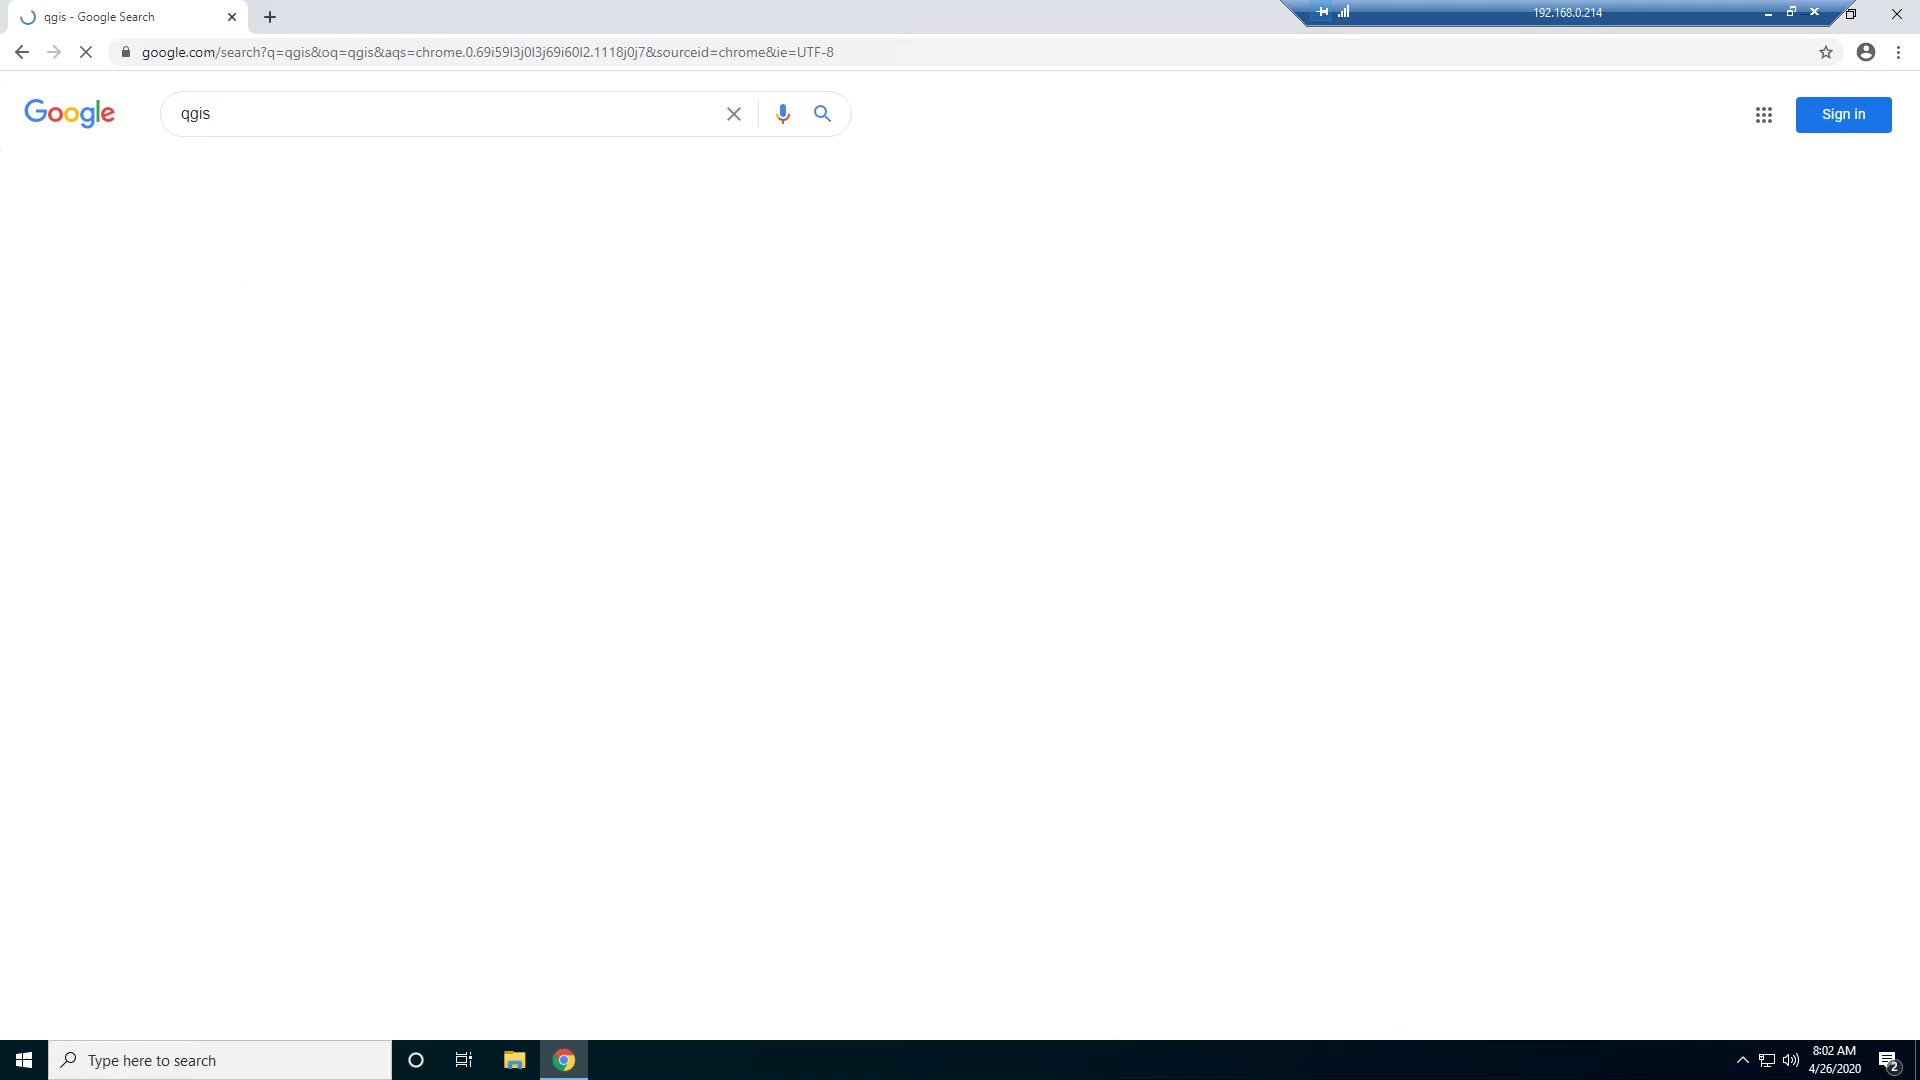 qgis - Google Search
192.168.0.214
google.com/search?q=qgis&oq=qgis&aqs=chrome.0.69i59l3j0l3j69i60l2.1118j0j7&sourceid=chrome&ie=UTF-8
Google
qgis
Sign in
Type here to search
8:02 AM
4/26/2020
2